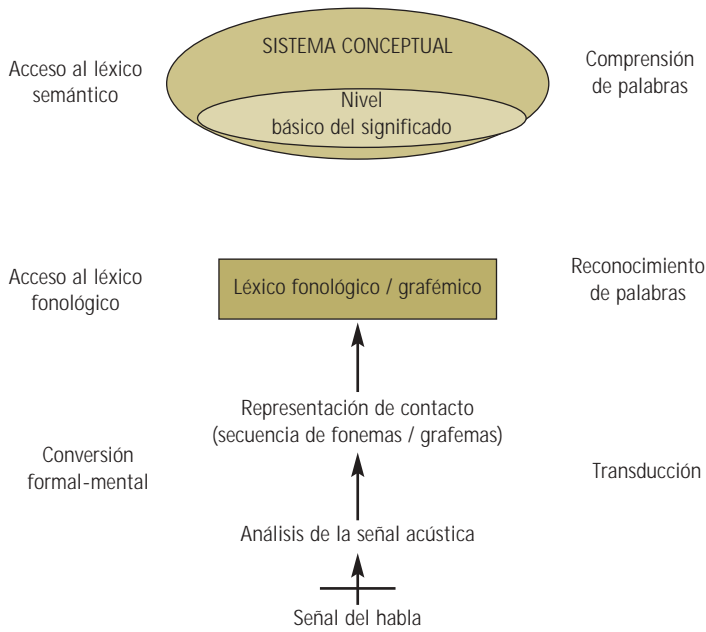 SISTEMA CONCEPTUAL
Acceso al léxico
semántico
Comprensión
de palabras
Nivel
básico del significado
Acceso al léxico
fonológico
Léxico fonológico / grafémico
Reconocimiento
de palabras
Representación de contacto
(secuencia de fonemas / grafemas)
Conversión
formal-mental
Transducción
Análisis de la señal acústica
Señal del habla